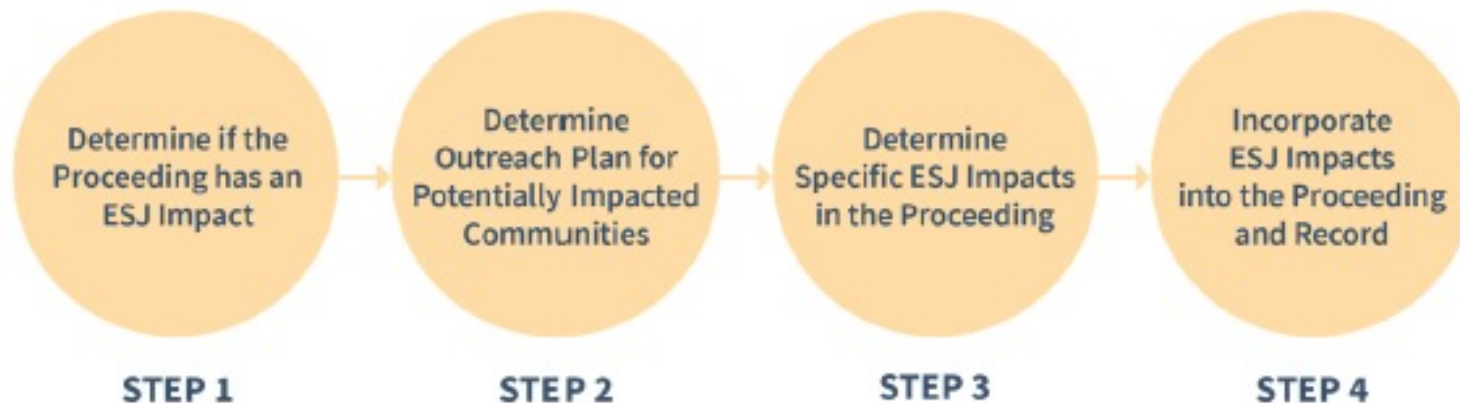 Determine if the
Proceeding has an
ESJ Impact
Determine
Outreach Plan for
Potentially Impacted
Communities
Determine
Specific ESJ Impacts
in the Proceeding
Incorporate
ESJ Impacts
into the Proceeding
and Record
STEP 1
STEP 2
STEP 3
STEP 4